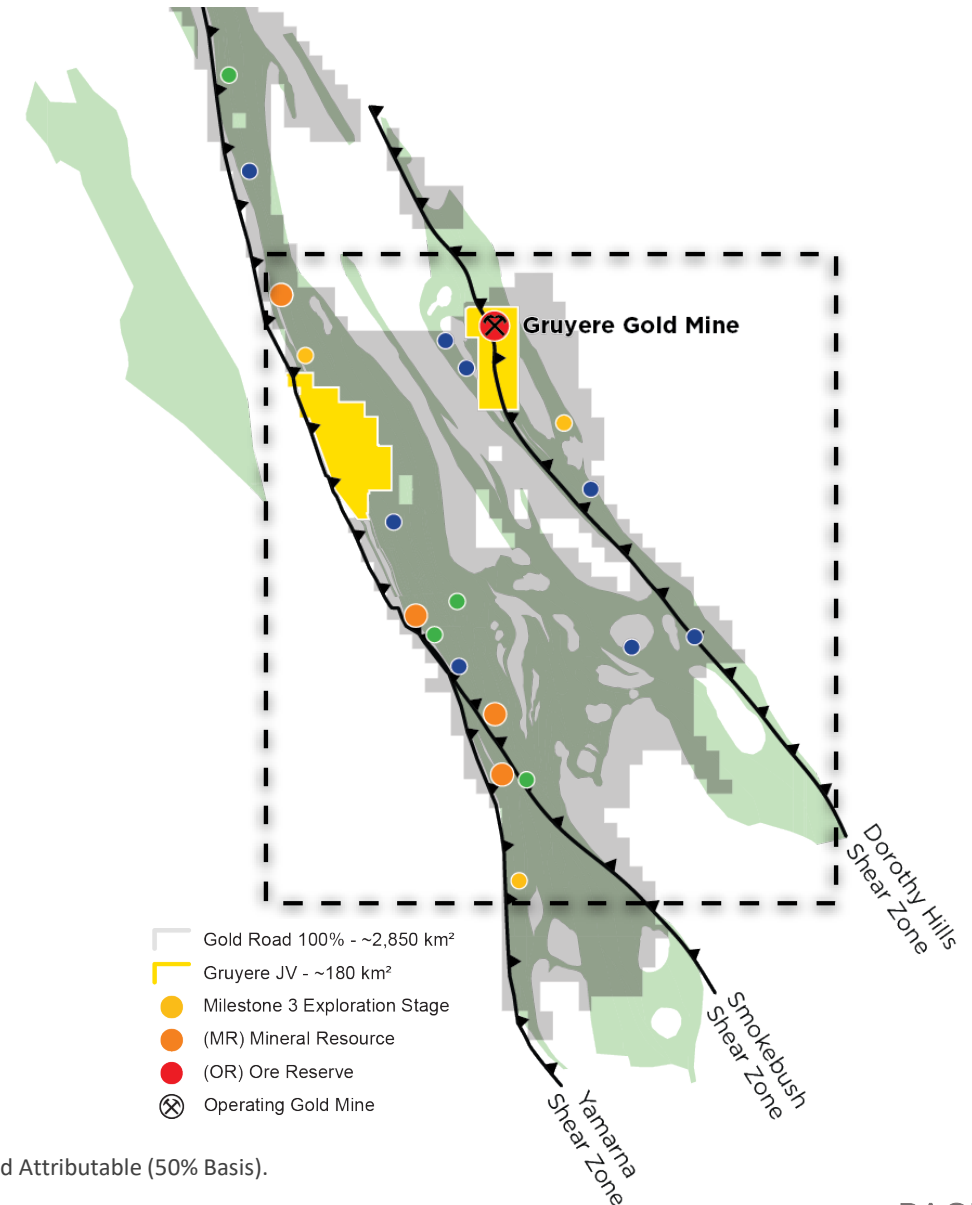 Gruyere Gold Mine
Dorothy Hills
Shear Zone
Gold Road 100% - ~2,850 km²
Gruyere JV - ~180 km²
Milestone 3 Exploration Stage
(MR) Mineral Resource
(OR) Ore Reserve
Operating Gold Mine
Smokebush
Shear Zone
Yamarna
Shear Zone
d Attributable (50% Basis).